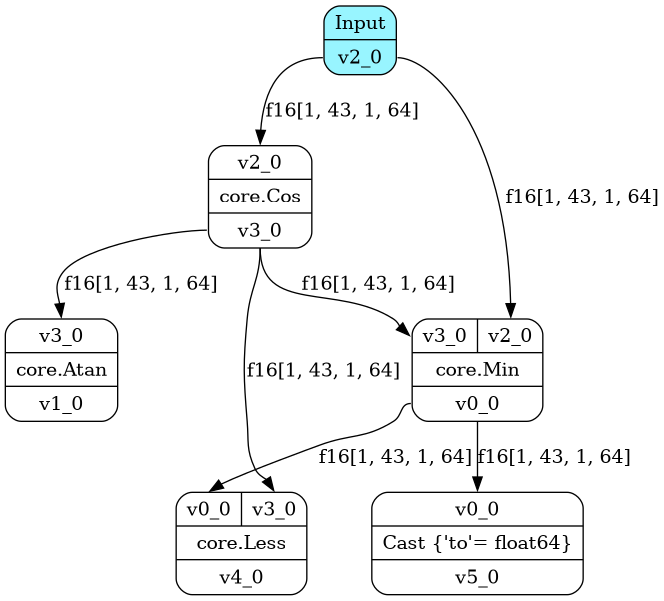 Input
v2_0
f16[1, 43, 1, 64]
f16[1, 43, 1, 64]
v2_0
core.Cos
v3_0
f16[1, 43, 1, 64]
f16[1, 43, 1, 64]
v3_0
core.Atan
v1_0
v3_0 v2_0
core.Min
v0_0
f16[1, 43, 1, 64]
f16[1, 43, 1, 64]
f16[1, 43, 1, 64]
v0_0 v3_0
core.Less
v4_0
v0_0
Cast {'to'= float64}
v5_0